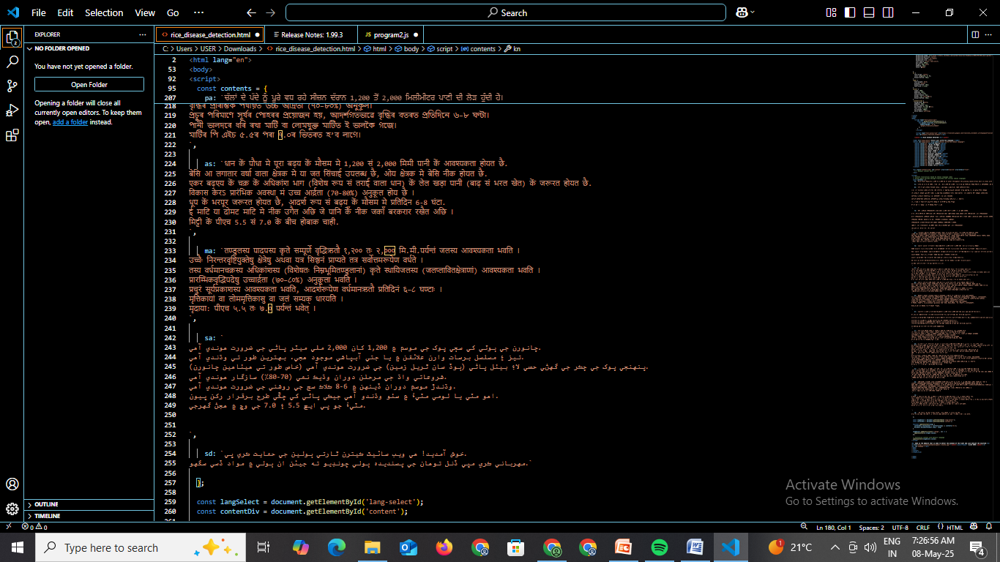 File Edit Selection View Go ··· Search
EXPLORER ···
rice_disease_detection.html Release Notes: 1.99.3 JS program2.js
NO FOLDER OPENED
C: > Users > USER > Downloads > rice_disease_detection.html > html > body > script > contents > kn
You have not yet opened a folder.
Open Folder
Opening a folder will close all
currently open editors. To keep them
open, add a folder instead.
2 <html lang="en">
53 <body>
92 <script>
95 const contents = {
207 pa: `ਚੌਲਾਂ ਦੇ ਪੌਦੇ ਨੂੰ ਪੂਰੇ ਵਧ ਰਹੇ ਸੀਜ਼ਨ ਦੌਰਾਨ 1,200 ਤੋਂ 2,000 ਮਿਲੀਮੀਟਰ ਪਾਣੀ ਦੀ ਲੋੜ ਹੁੰਦੀ ਹੈ।
218 বৃদ্ধিৰ প্ৰাৰম্ভিক পৰ্যায়ত উচ্চ আৰ্দ্ৰতা (৭০-৮০%) অনুকূল।
219 প্ৰচুৰ পৰিমাণে সূৰ্যৰ পোহৰৰ প্ৰয়োজন হয়, আদৰ্শগতভাৱে বৃদ্ধিৰ বতৰত প্ৰতিদিনে ৬-৮ ঘণ্টা।
220 পানী ভালদৰে ধৰি ৰখা মাটি বা লোমযুক্ত মাটিত ই ভালকৈ গজে।
221 মাটিৰ পি এইচ ৫.৫ৰ পৰা ৭.০ৰ ভিতৰত হ'ব লাগে।
222 `,
223
224 as: `धान कें पौधा मे पूरा बढ़य कें मौसम मे 1,200 सं 2,000 मिमी पानी कें आवश्यकता होयत छै.
225 बेसि आ लगातार वर्षा वाला क्षेत्रक मे या जत सिंचाई उपलब्ध छै, ओय क्षेत्रक मे बेसि नीक होयत छै.
226 एकर बढ़एय कें चक्र कें अधिकांश भाग (विशेष रूप सं तराई वाला धान) कें लेल खड़ा पानी (बाढ़ सं भरल खेत) कें जरूरत होयत छै.
227 विकास केरऽ प्रारंभिक अवस्था में उच्च आर्द्रता (70-80%) अनुकूल होय छै ।
228 धूप कें भरपूर जरूरत होयत छै, आदर्श रूप सं बढ़य कें मौसम मे प्रतिदिन 6-8 घंटा.
229 ई माटि या दोमट माटि मे नीक उगैत अछि जे पानि कें नीक जकाँ बरकरार रखैत अछि ।
230 मिट्टी कें पीएच 5.5 सं 7.0 कें बीच होबाक चाही.
231 `,
232
233 ma: `तण्डुलस्य पादपस्य कृते सम्पूर्णे वृद्धिऋतौ १,२०० तः २,००० मि.मी.पर्यन्तं जलस्य आवश्यकता भवति ।
234 उच्चैः निरन्तरवृष्टियुक्तेषु क्षेत्रेषु अथवा यत्र सिञ्चनं प्राप्यते तत्र सर्वोत्तमरूपेण वर्धते ।
235 तस्य वर्धमानचक्रस्य अधिकांशस्य (विशेषतः निम्नभूमितण्डुलानां) कृते स्थायिजलस्य (जलप्लावितक्षेत्राणां) आवश्यकता भवति ।
236 प्रारम्भिकवृद्धिपदेषु उच्चार्द्रता (७०-८०%) अनुकूला भवति ।
237 प्रचुरं सूर्यप्रकाशस्य आवश्यकता भवति, आदर्शरूपेण वर्धमानऋतौ प्रतिदिनं ६-८ घण्टाः ।
238 मृत्तिकायां वा लोममृत्तिकासु वा जलं सम्यक् धारयति ।
239 मृदायाः पीएच ५.५ तः ७.० पर्यन्तं भवेत् ।
240 `,
241
242 sa: `
243 چانورن جي ٻوٽي کي سڄي پوک جي موسم ۾ 1,200 کان 2,000 ملي ميٽر پاڻي جي ضرورت هوندي آهي.
244 تيز ۽ مسلسل برسات وارن علائقن ۾ يا جتي آبپاشي موجود هجي، بهترين طور تي وڌندي آهي.
245 پنهنجي پوک جي چڪر جي گهڻي حصي لاءِ بيٺل پاڻي (ٻوڏ سان ڀريل زمين) جي ضرورت هوندي آهي (خاص طور تي هيٺاهين چانورن).
246 شروعاتي واڌ جي مرحلن دوران وڌيڪ نمي (70-80٪) سازگار هوندي آهي.
247 وڌندڙ موسم دوران ڏينهن ۾ 6-8 ڪلاڪ سج جي روشني جي ضرورت هوندي آهي.
248 اهو مٽي يا لومي مٽيءَ ۾ سٺو وڌندو آهي جيڪو پاڻي کي چڱي طرح برقرار رکن ٿيون.
249 مٽيءَ جو پي ايڇ 5.5 ۽ 7.0 جي وچ ۾ هجڻ گهرجي.
250
251
252 `,
253
254 sd: `خوش آمديد! هي ويب سائيٽ ڪيترن ڀارتي ٻولين جي حمايت ڪري ٿي.
255 مهرباني ڪري مٿي ڏنل توهان جي پسنديده ٻولي چونڊيو ته جيئن ان ٻولي ۾ مواد ڏسي سگهو.`
256
257 };
258
259 const langSelect = document.getElementById('lang-select');
260 const contentDiv = document.getElementById('content');
OUTLINE
TIMELINE
Activate Windows
Go to Settings to activate Windows.
0 0 Ln 180, Col 1 Spaces: 2 UTF-8 CRLF {} HTML
Type here to search
1 21°C ENG IN 7:26:56 AM 08-May-25 4